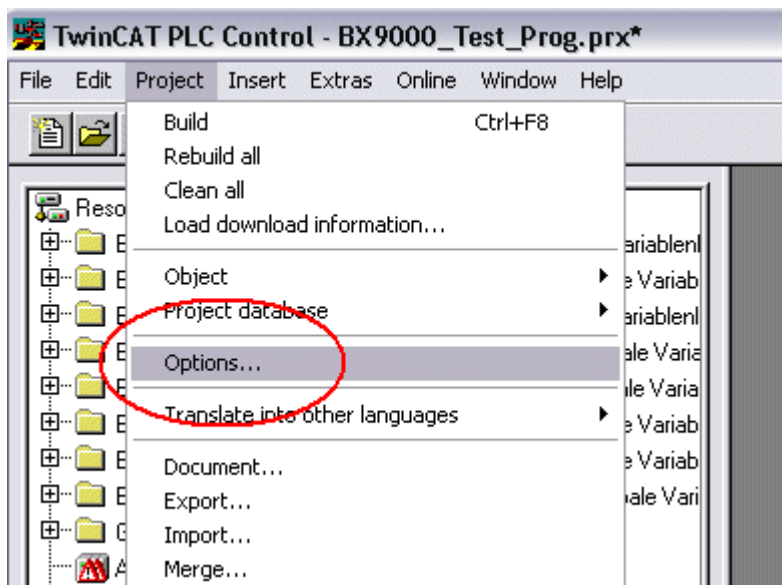 TwinCAT PLC Control - BX9000_Test_Prog.prx*
File Edit Project Insert Extras Online Window Help
Build Ctrl+F8
Rebuild all
Clean all
Load download information...
Object
Project database
Options...
Translate into other languages
Document...
Export...
Import...
Merge...